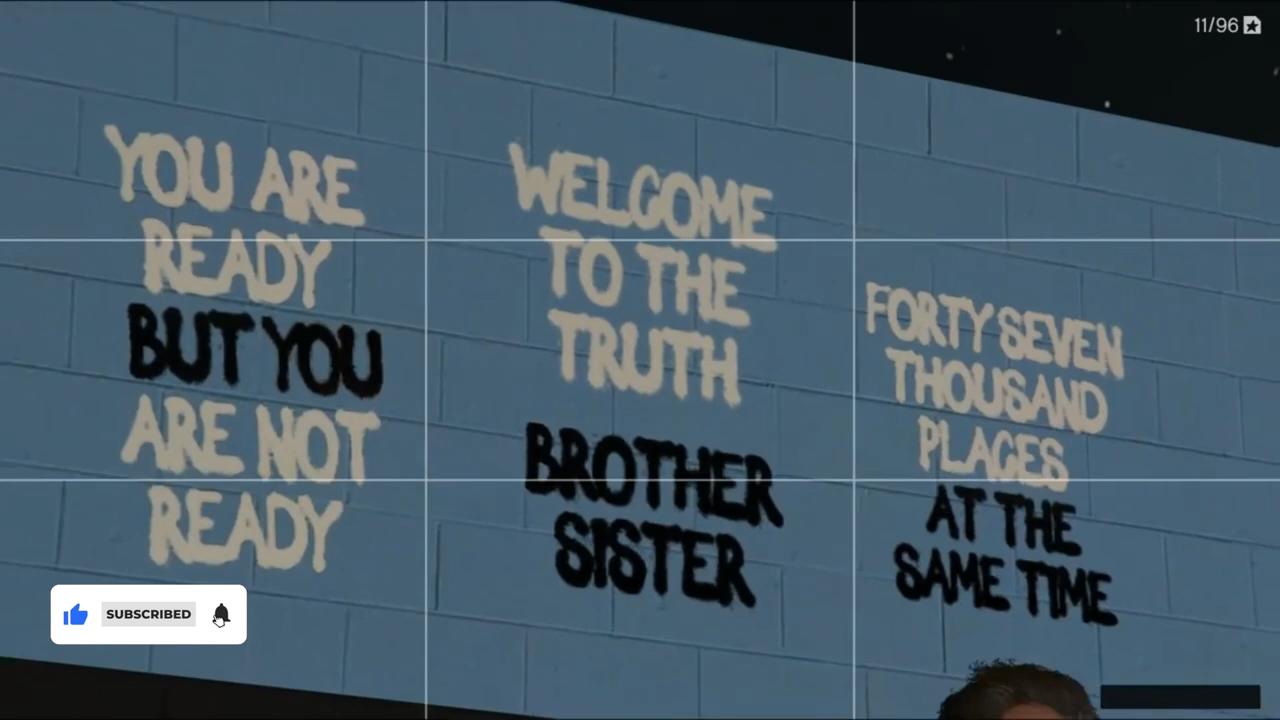 11/96
YOU ARE
READY
BUT YOU
ARE NOT
READY
WELCOME
TO THE
TRUTH
BROTHER
SISTER
FORTY SEVEN
THOUSAND
PLACES
AT THE
SAME TIME
SUBSCRIBED